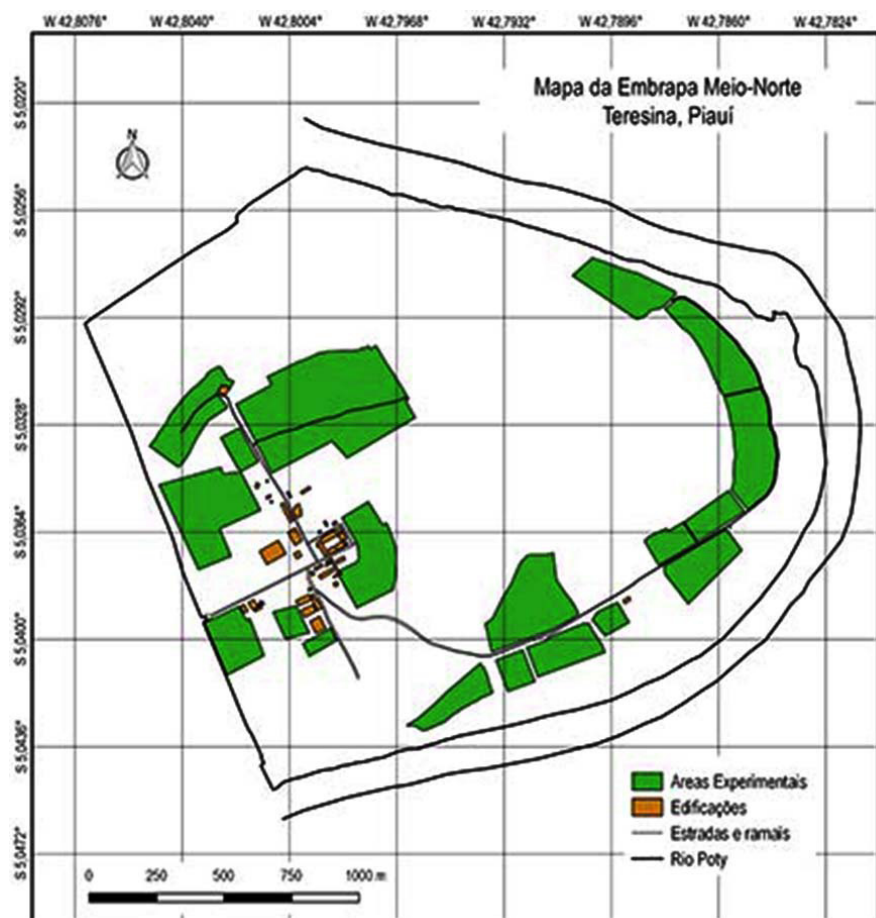 W 42,8076° W 42,8040° W 42,8004° W 42,7968° W 42,7932° W 42,7896° W 42,7860° W 42,7824°
Mapa da Embrapa Meio-Norte
Teresina, Piauí
N
S 5,0220°
S 5,0256°
S 5,0292°
S 5,0328°
S 5,0364°
S 5,0400°
S 5,0436°
S 5,0472°
Areas Experimentais
Edificações
Estradas e ramais
Rio Poty
0 250 500 750 1000 m